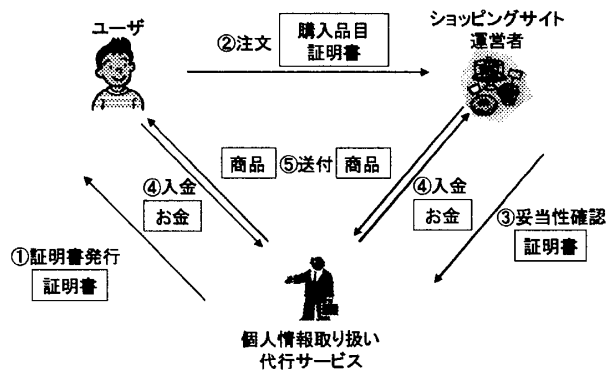 ユーザ
ショッピングサイト
運営者
②注文
購入品目
証明書
商品
⑤送付
商品
④入金
お金
④入金
お金
③妥当性確認
証明書
①証明書発行
証明書
個人情報取り扱い
代行サービス